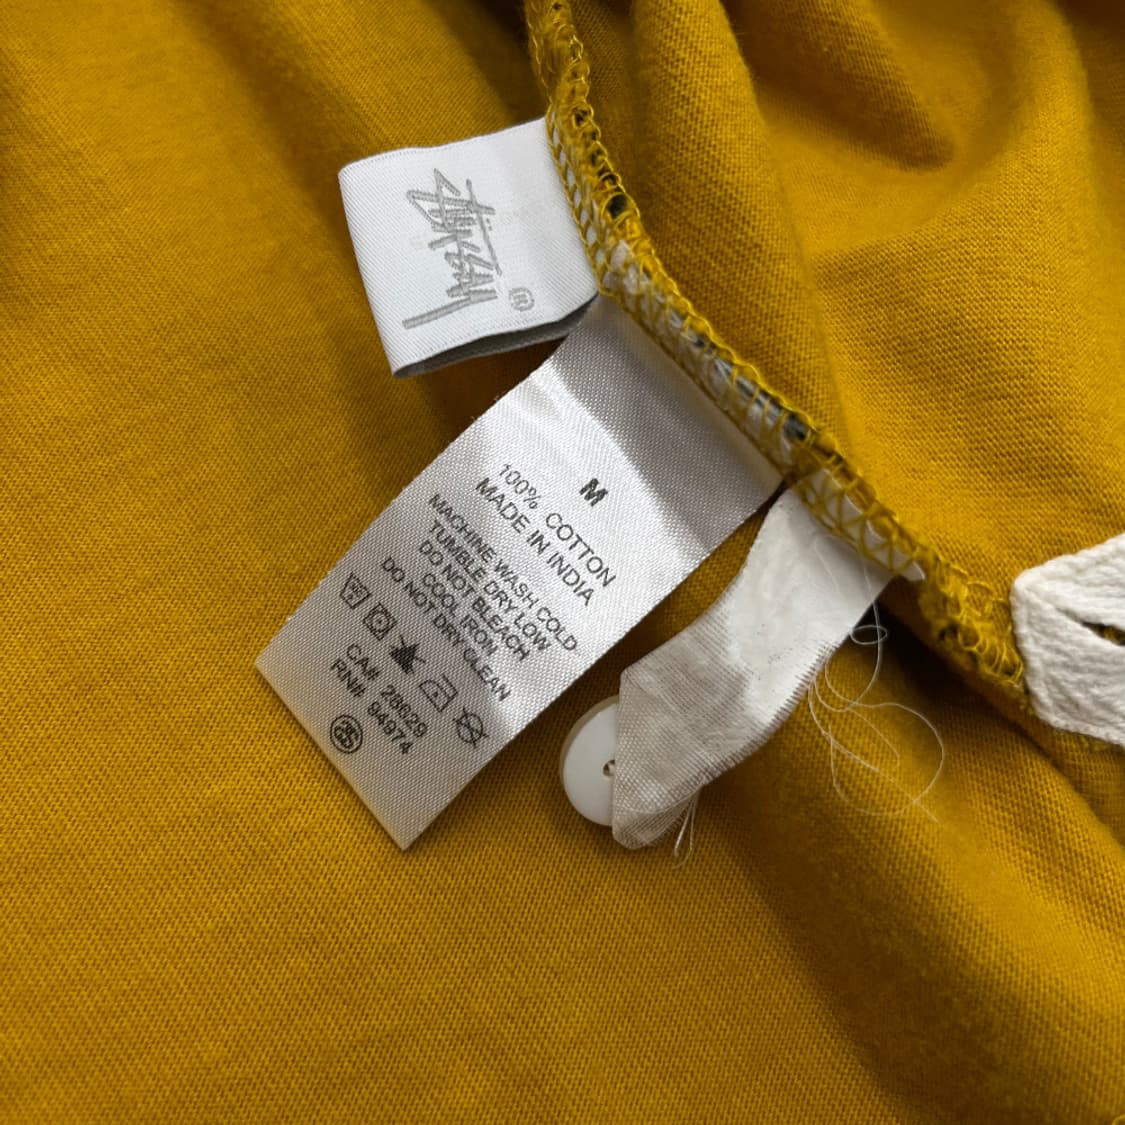 Stüssy ®
M
100% COTTON
MADE IN INDIA
MACHINE WASH COLD
TUMBLE DRY LOW
DO NOT BLEACH
COOL IRON
DO NOT DRY CLEAN
CA# 28629
RN# 94974